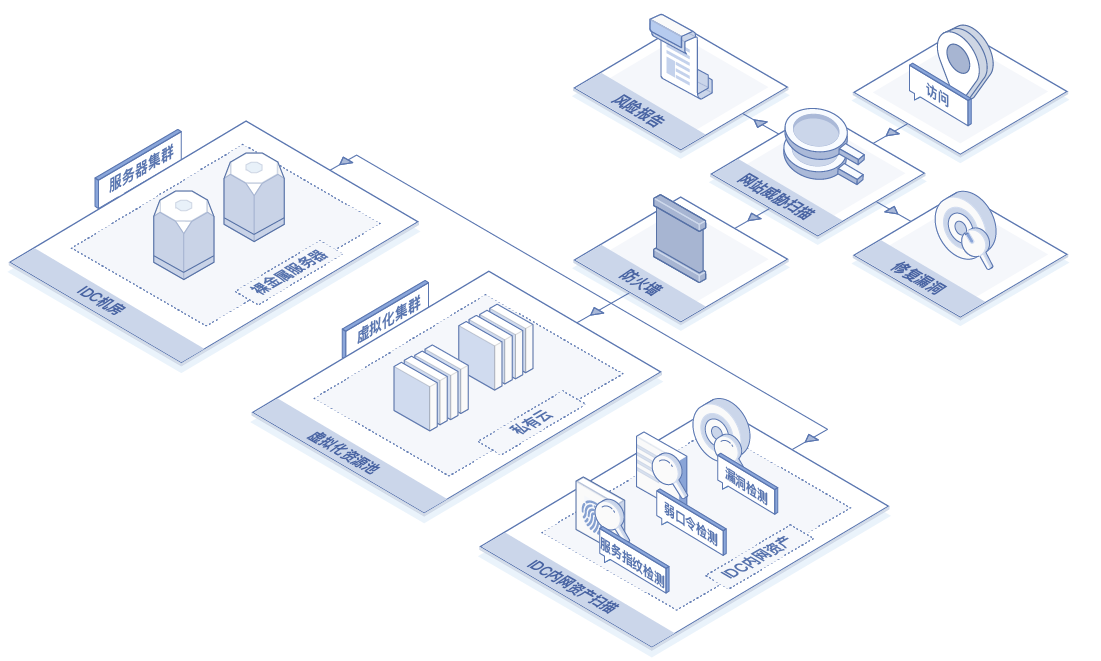 风险报告
访问
网站威胁扫描
防火墙
修复漏洞
服务器集群
裸金属服务器
IDC机房
虚拟化集群
私有云
虚拟化资源池
漏洞检测
弱口令检测
服务指纹检测
IDC内网资产
IDC内网资产扫描